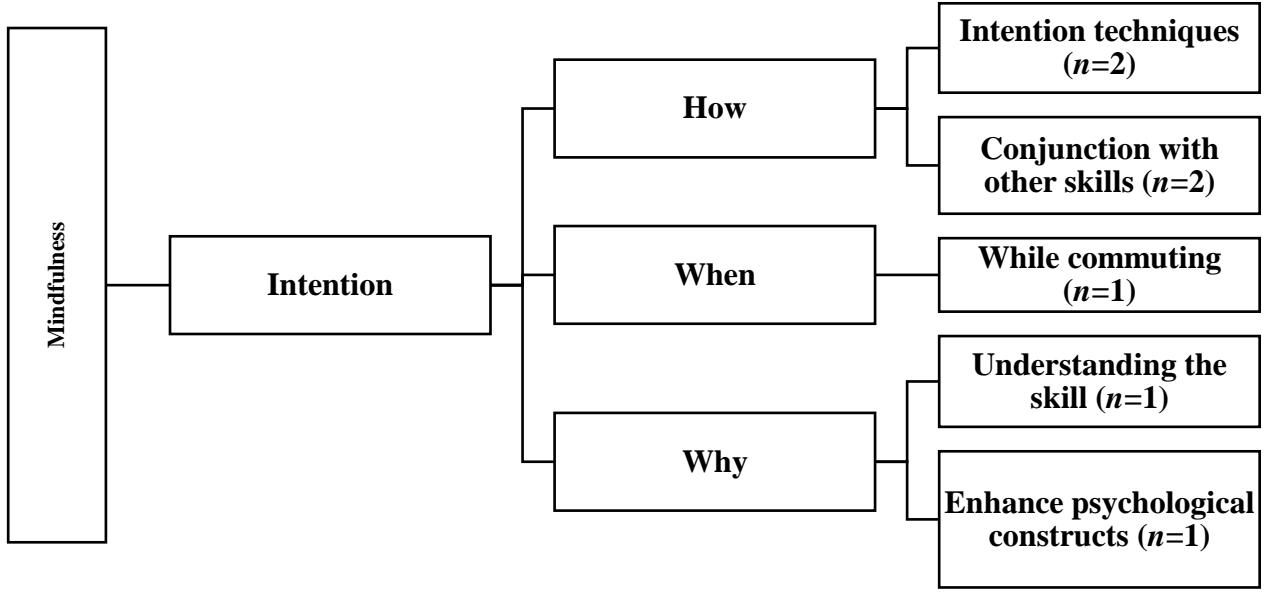 Mindfulness
Intention
How
Intention techniques
(n=2)
Conjunction with
other skills (n=2)
When
While commuting
(n=1)
Why
Understanding the
skill (n=1)
Enhance psychological
constructs (n=1)